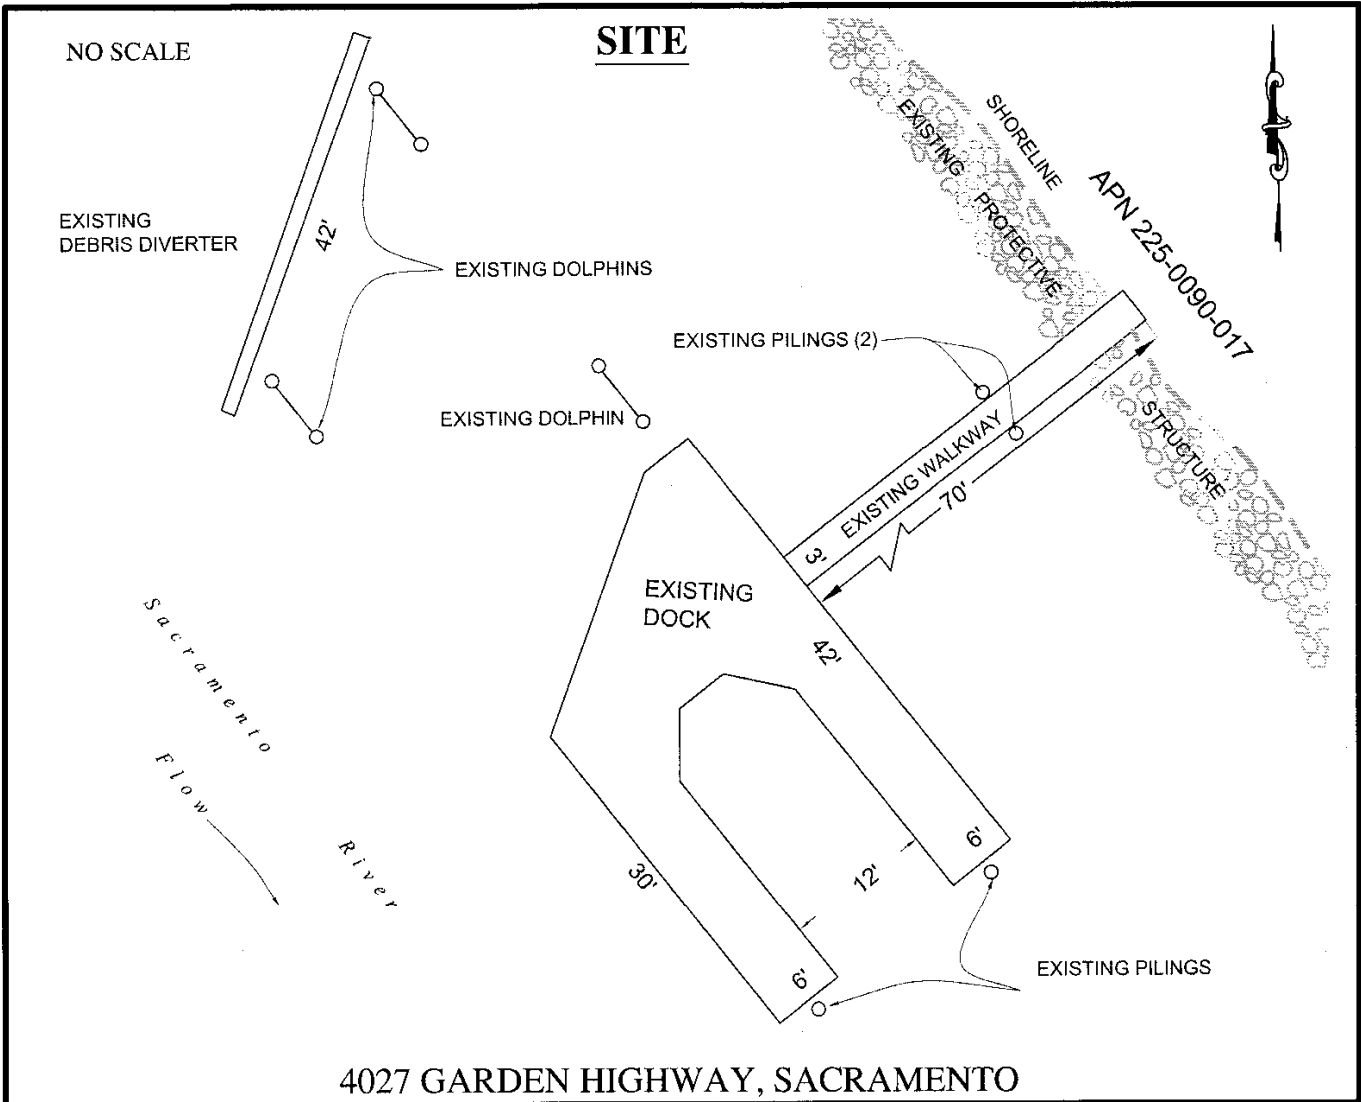 SITE
NO SCALE
EXISTING
DEBRIS DIVERTER
42'
EXISTING DOLPHINS
SHORELINE
EXISTING PROTECTIVE STRUCTURE
APN 225-0090-017
EXISTING PILINGS (2)
EXISTING DOLPHIN
EXISTING WALKWAY
70'
3'
EXISTING
DOCK
42'
Sacramento River
Flow
30'
12'
6'
6'
EXISTING PILINGS
4027 GARDEN HIGHWAY, SACRAMENTO